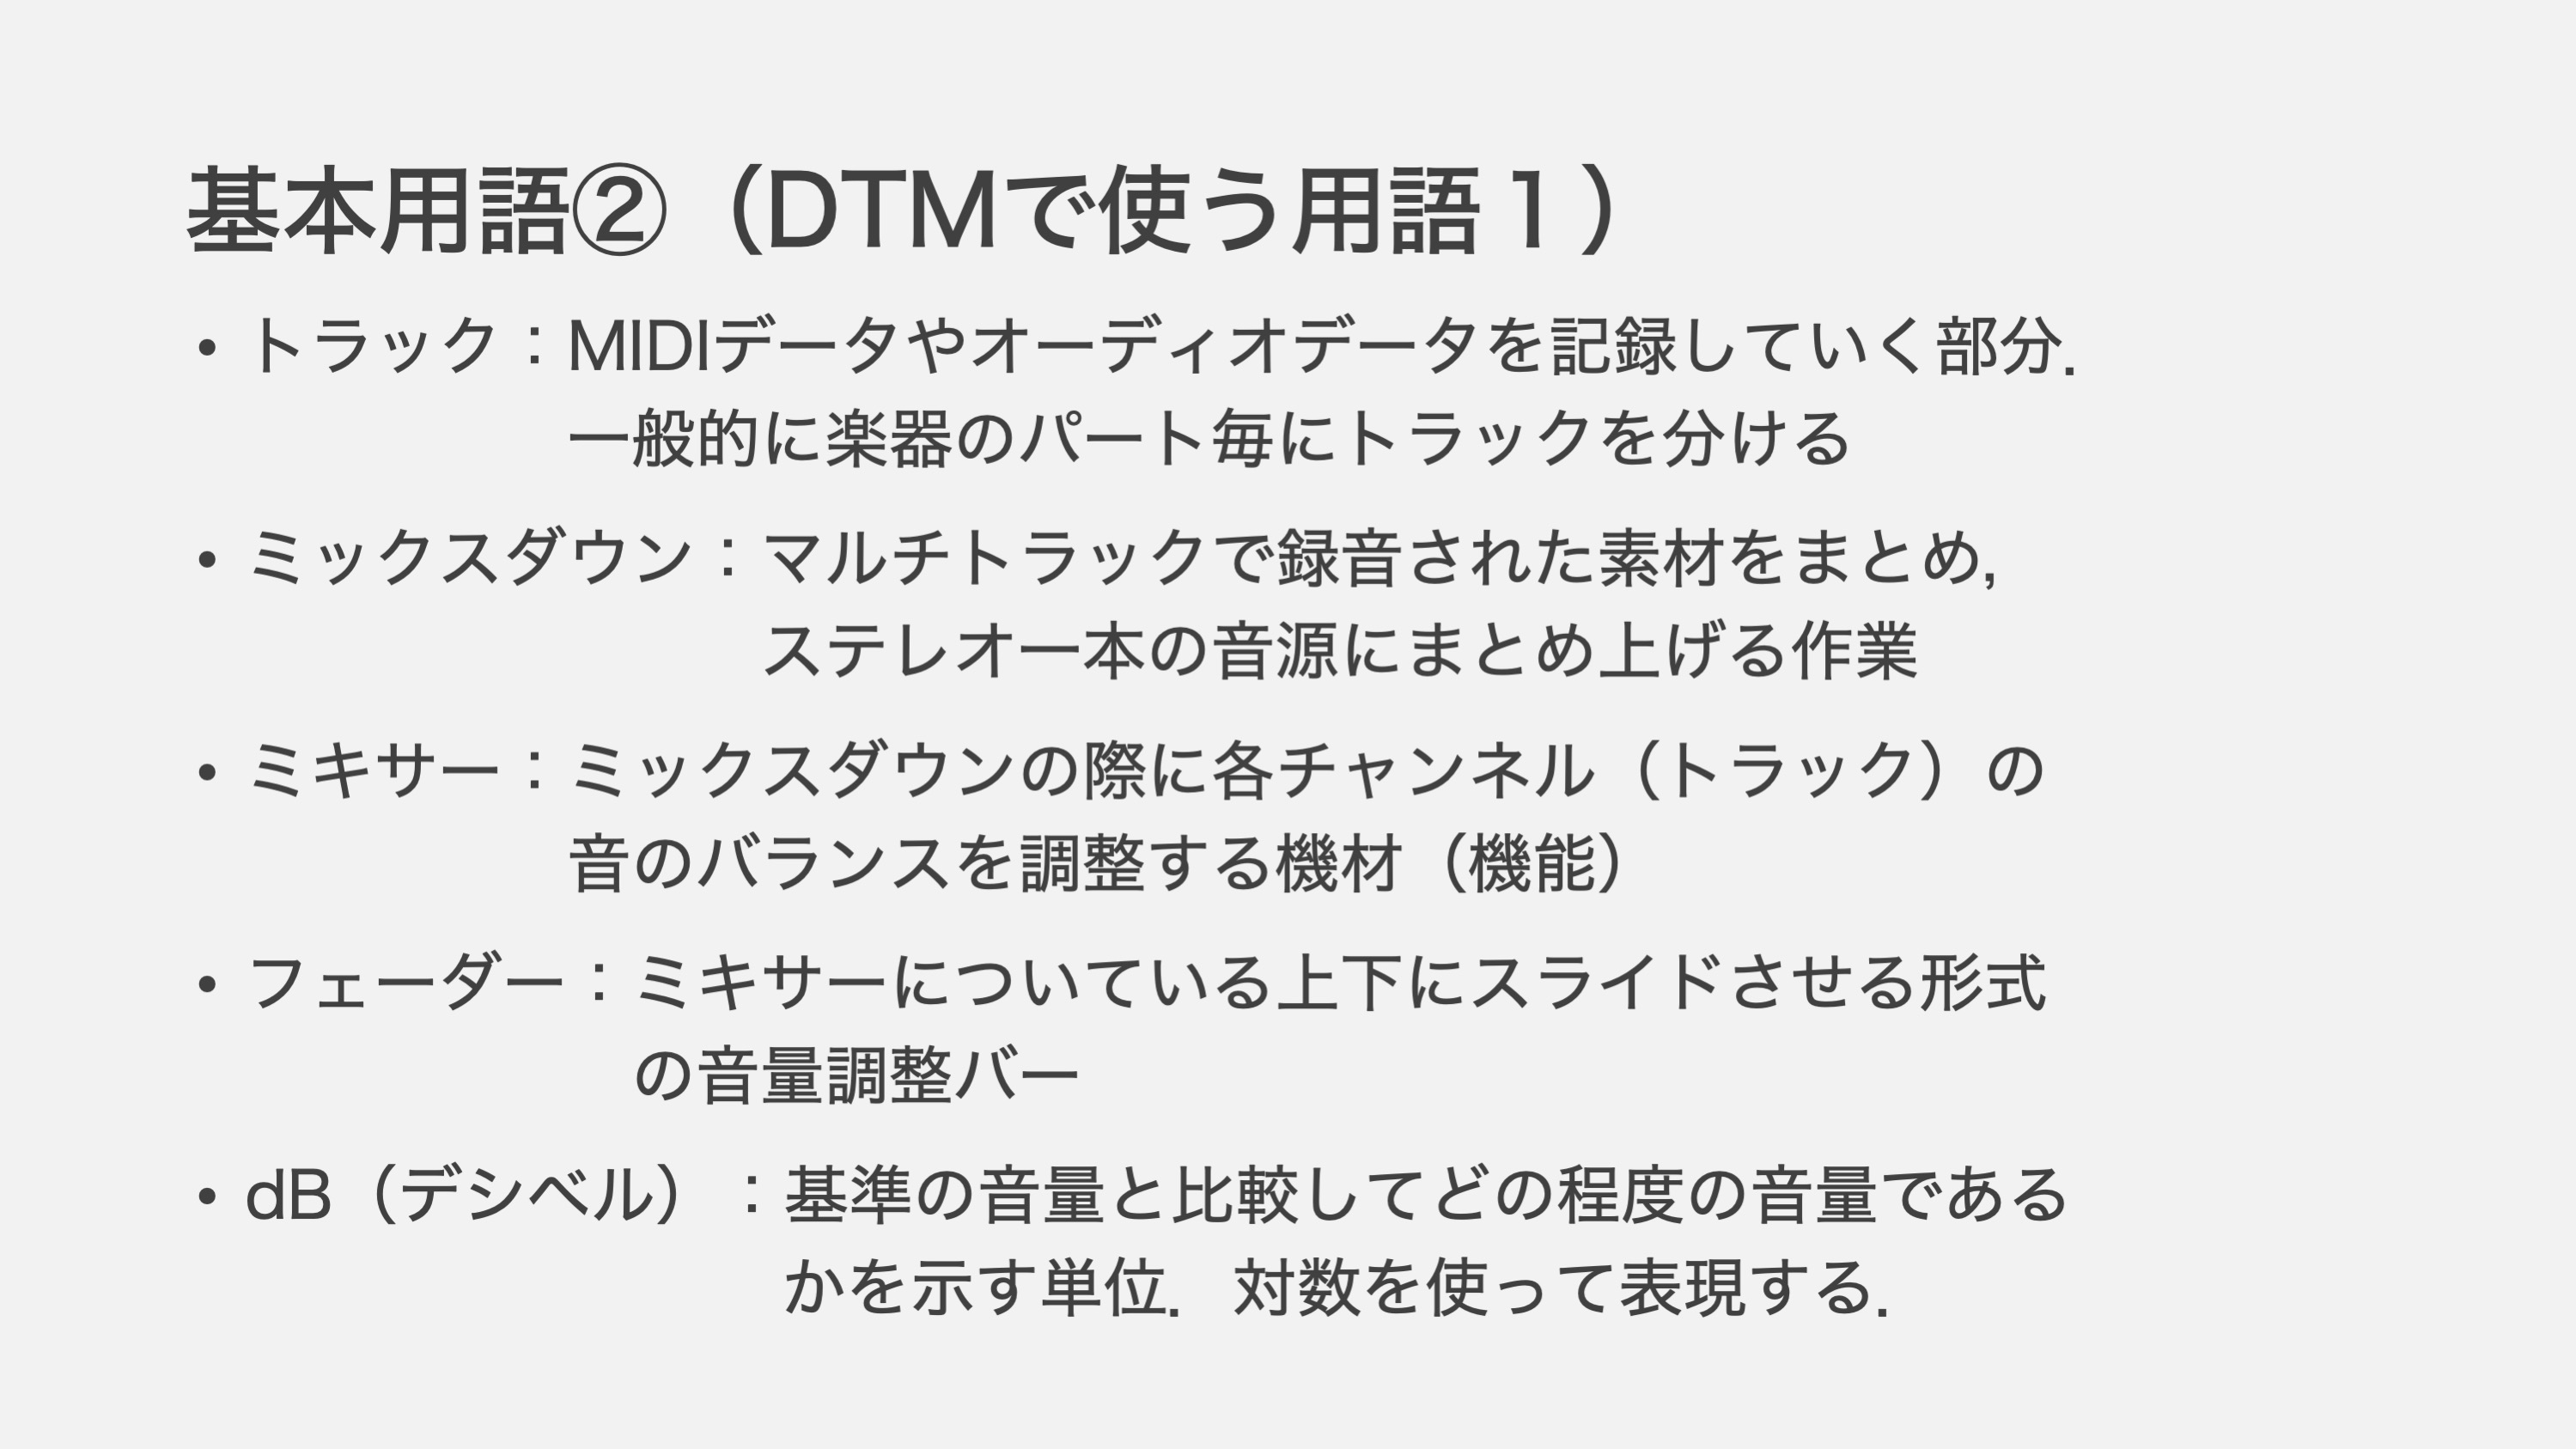 基本用語②（DTMで使う用語１）
• トラック：MIDIデータやオーディオデータを記録していく部分．
一般的に楽器のパート毎にトラックを分ける
• ミックスダウン：マルチトラックで録音された素材をまとめ，
ステレオ一本の音源にまとめ上げる作業
• ミキサー：ミックスダウンの際に各チャンネル（トラック）の
音のバランスを調整する機材（機能）
• フェーダー：ミキサーについている上下にスライドさせる形式
の音量調整バー
• dB（デシベル）：基準の音量と比較してどの程度の音量である
かを示す単位．対数を使って表現する．